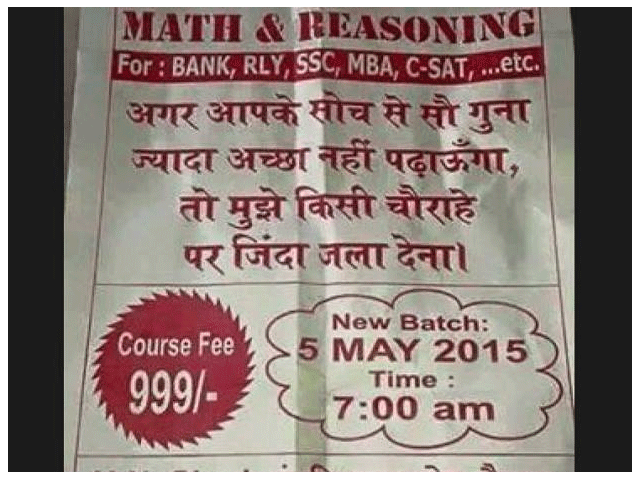 MATH & REASONING
For : BANK, RLY, SSC, MBA, C-SAT, ...etc.
अगर आपके सोच से सौ गुना
ज्यादा अच्छा नहीं पढ़ाऊँगा,
तो मुझे किसी चौराहे
पर जिंदा जला देना।
Course Fee
999/-
New Batch:
5 MAY 2015
Time :
7:00 am